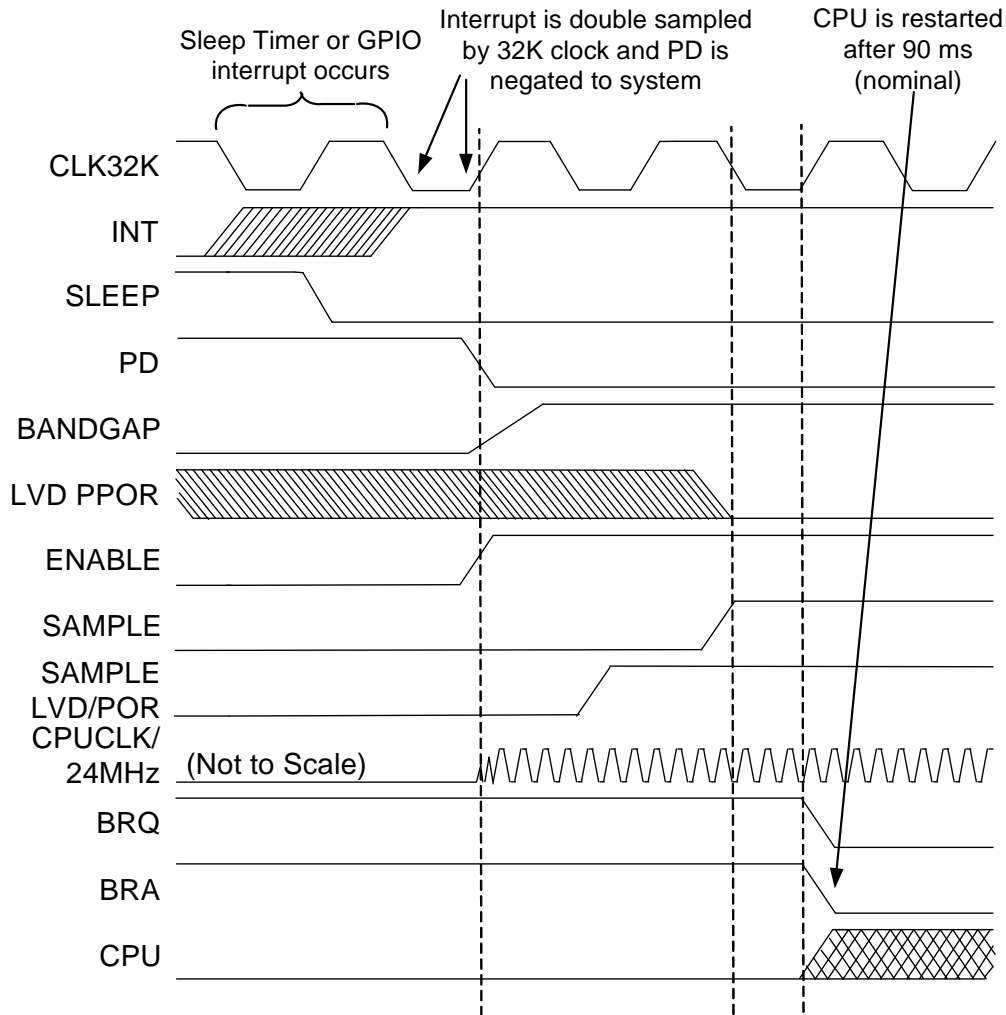 Sleep Timer or GPIO
interrupt occurs
Interrupt is double sampled
by 32K clock and PD is
negated to system
CPU is restarted
after 90 ms
(nominal)
CLK32K
INT
SLEEP
PD
BANDGAP
LVD PPOR
ENABLE
SAMPLE
SAMPLE
LVD/POR
CPUCLK/
24MHz
(Not to Scale)
BRQ
BRA
CPU